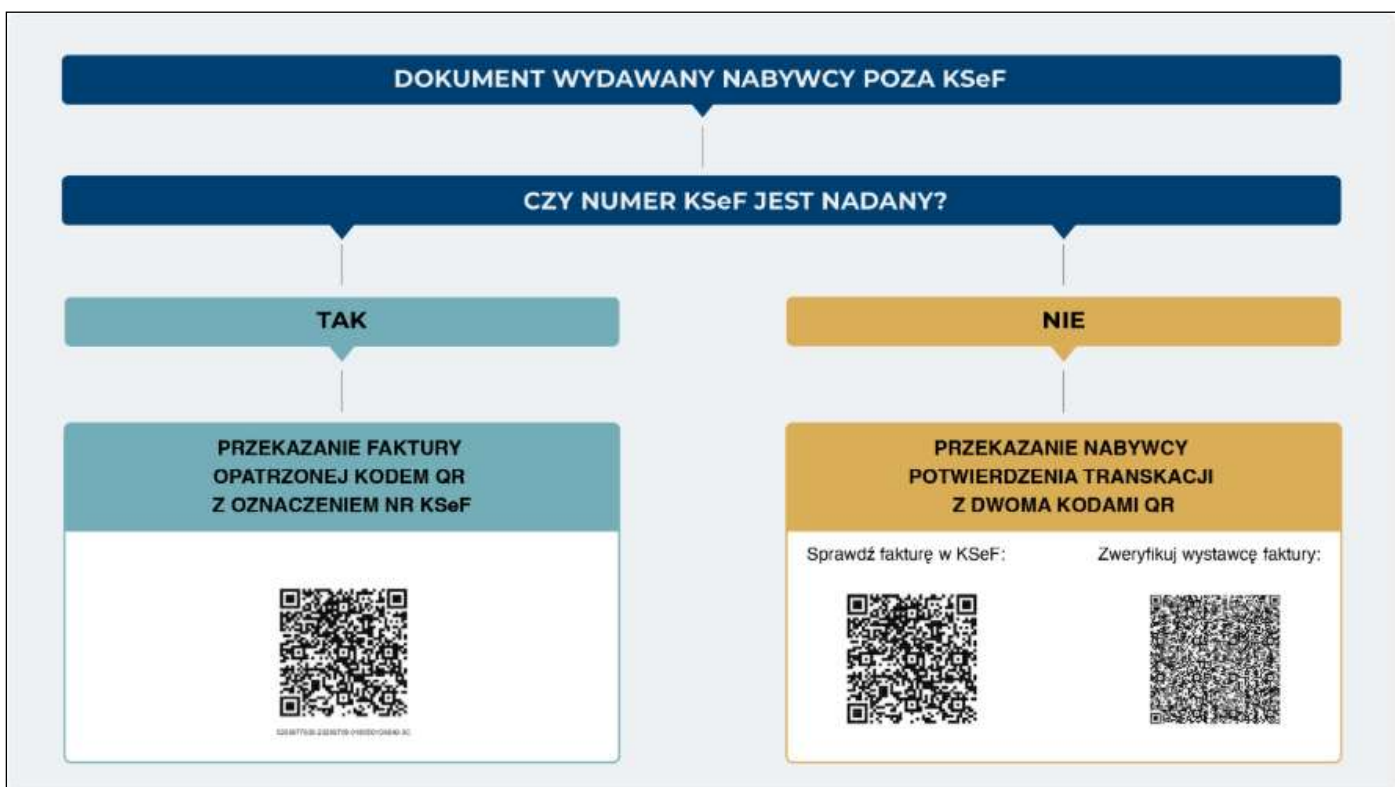 DOKUMENT WYDAWANY NABYWCY POZA KSeF
CZY NUMER KSeF JEST NADANY?
TAK
NIE
PRZEKAZANIE FAKTURY
OPATRZONEJ KODEM QR
Z OZNACZENIEM NR KSeF
PRZEKAZANIE NABYWCY
POTWIERDZENIA TRANSKACJI
Z DWOMA KODAMI QR
Sprawdź fakturę w KSeF:
Zweryfikuj wystawcę faktury: